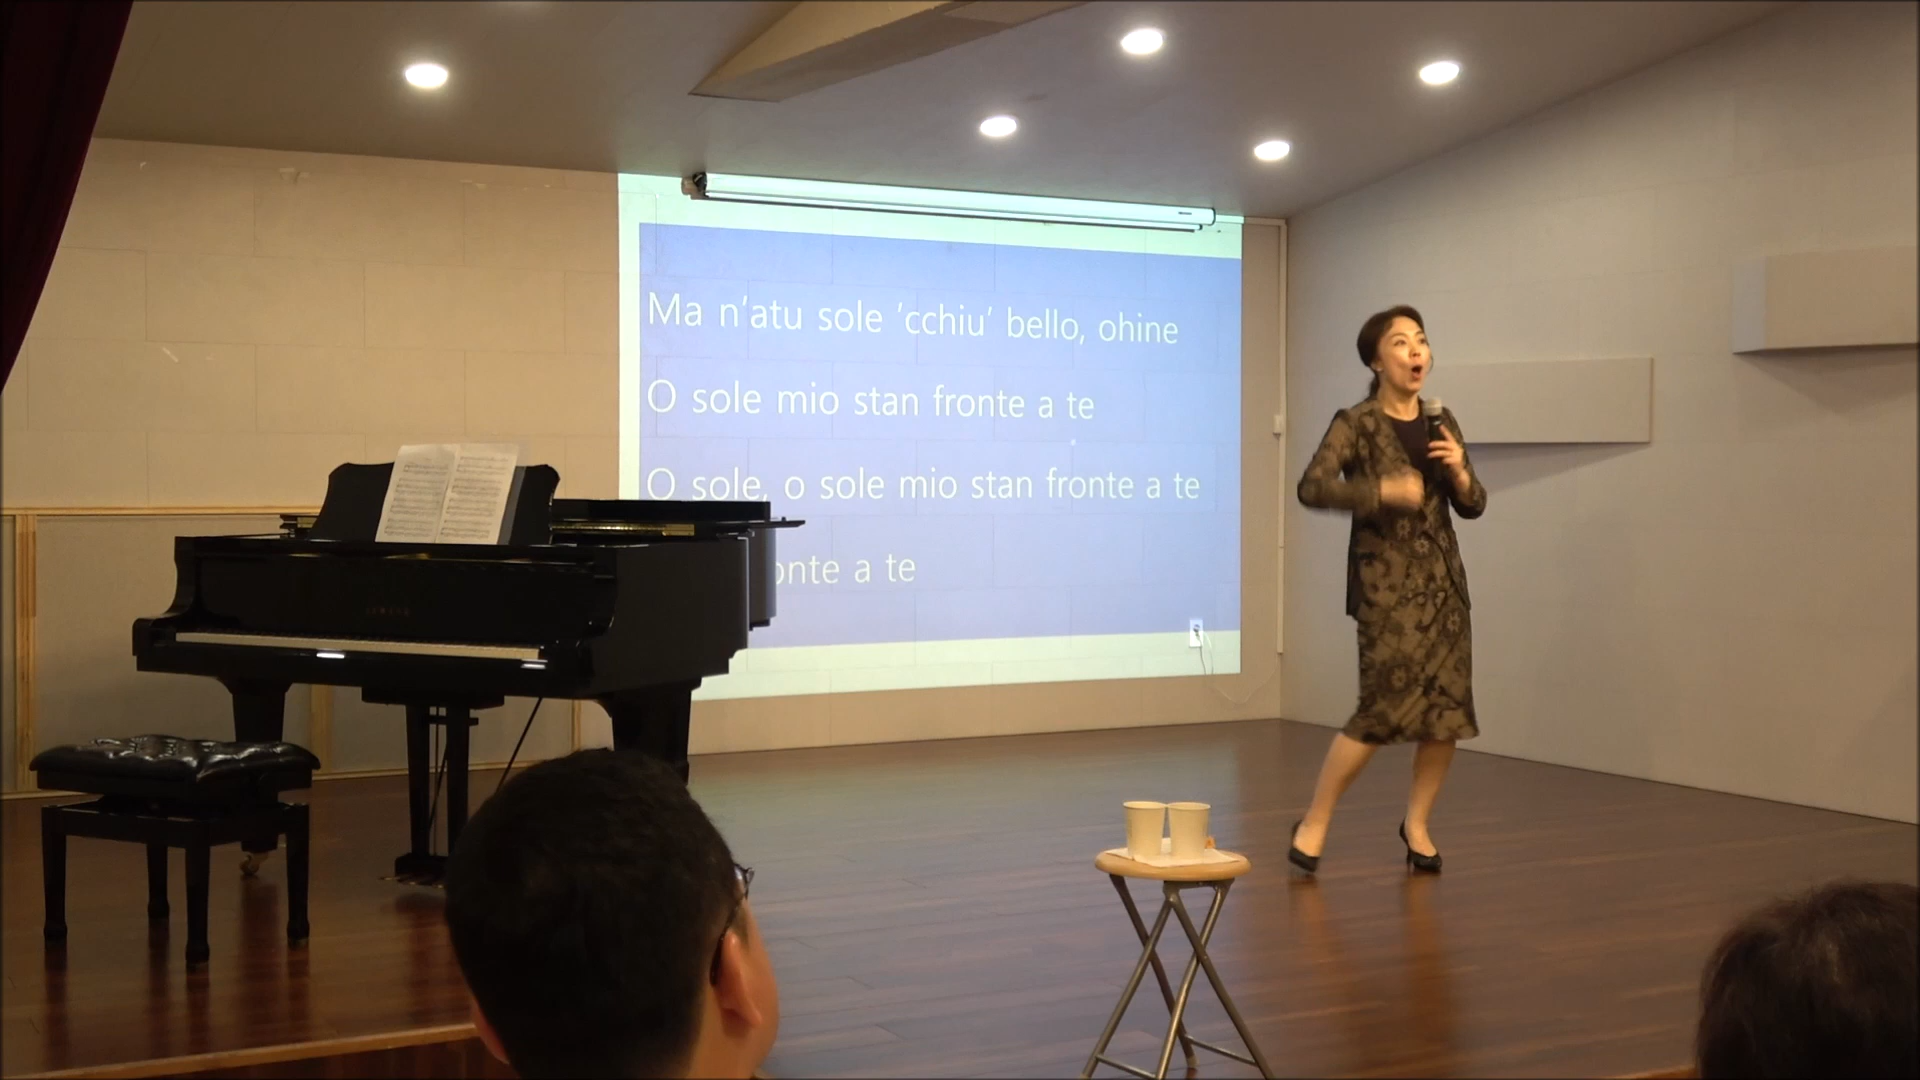 Ma n'atu sole 'cchiu' bello, ohine
O sole mio stan fronte a te
O sole, o sole mio stan fronte a te
onte a te